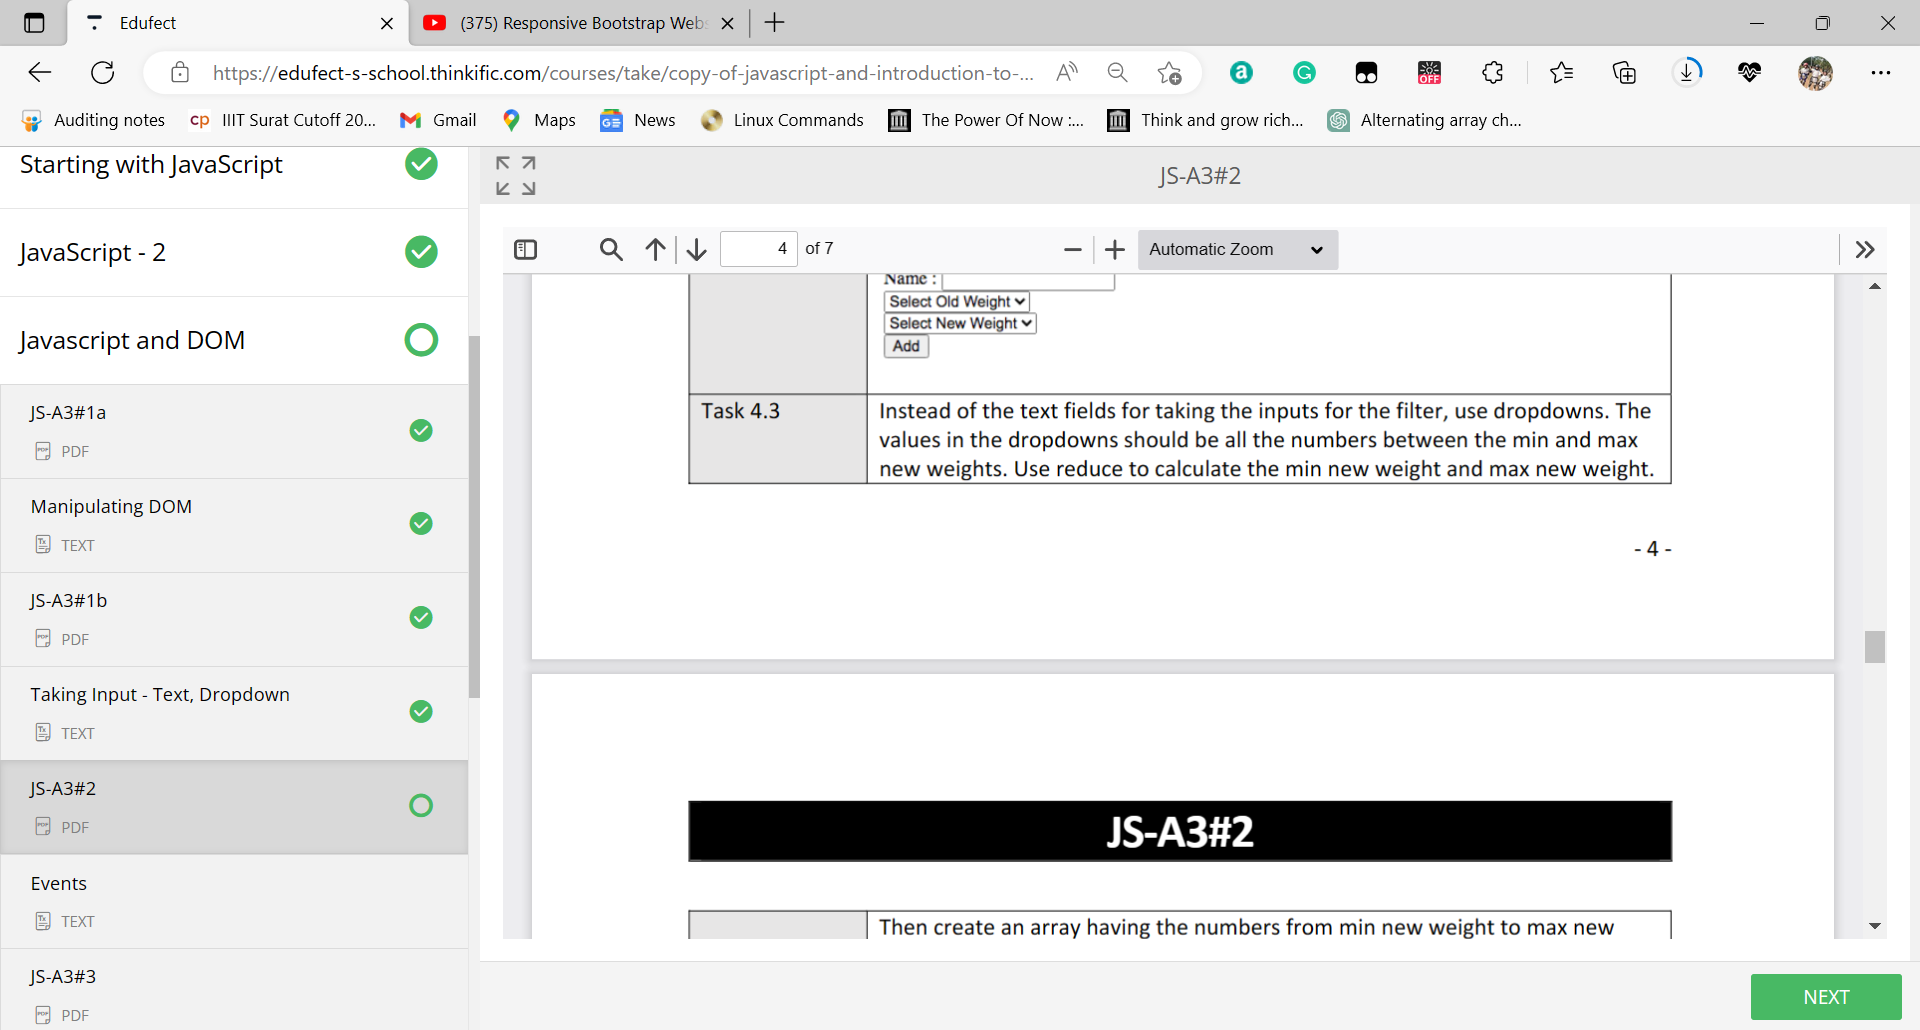 Edufect
(375) Responsive Bootstrap Webs
https://edufect-s-school.thinkific.com/courses/take/copy-of-javascript-and-introduction-to-...
Auditing notes
IIIT Surat Cutoff 20...
Gmail
Maps
News
Linux Commands
The Power Of Now :...
Think and grow rich...
Alternating array ch...
Starting with JavaScript
JavaScript - 2
Javascript and DOM
JS-A3#1a
PDF
Manipulating DOM
TEXT
JS-A3#1b
PDF
Taking Input - Text, Dropdown
TEXT
JS-A3#2
PDF
Events
TEXT
JS-A3#3
PDF
JS-A3#2
4 of 7
Automatic Zoom
Name :
Select Old Weight
Select New Weight
Add
Task 4.3
Instead of the text fields for taking the inputs for the filter, use dropdowns. The
values in the dropdowns should be all the numbers between the min and max
new weights. Use reduce to calculate the min new weight and max new weight.
- 4 -
JS-A3#2
Then create an array having the numbers from min new weight to max new
NEXT